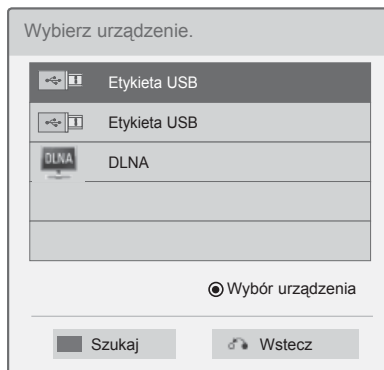 Wybierz urządzenie.
Etykieta USB
Etykieta USB
DLNA DLNA
Wybór urządzenia
Szukaj Wstecz